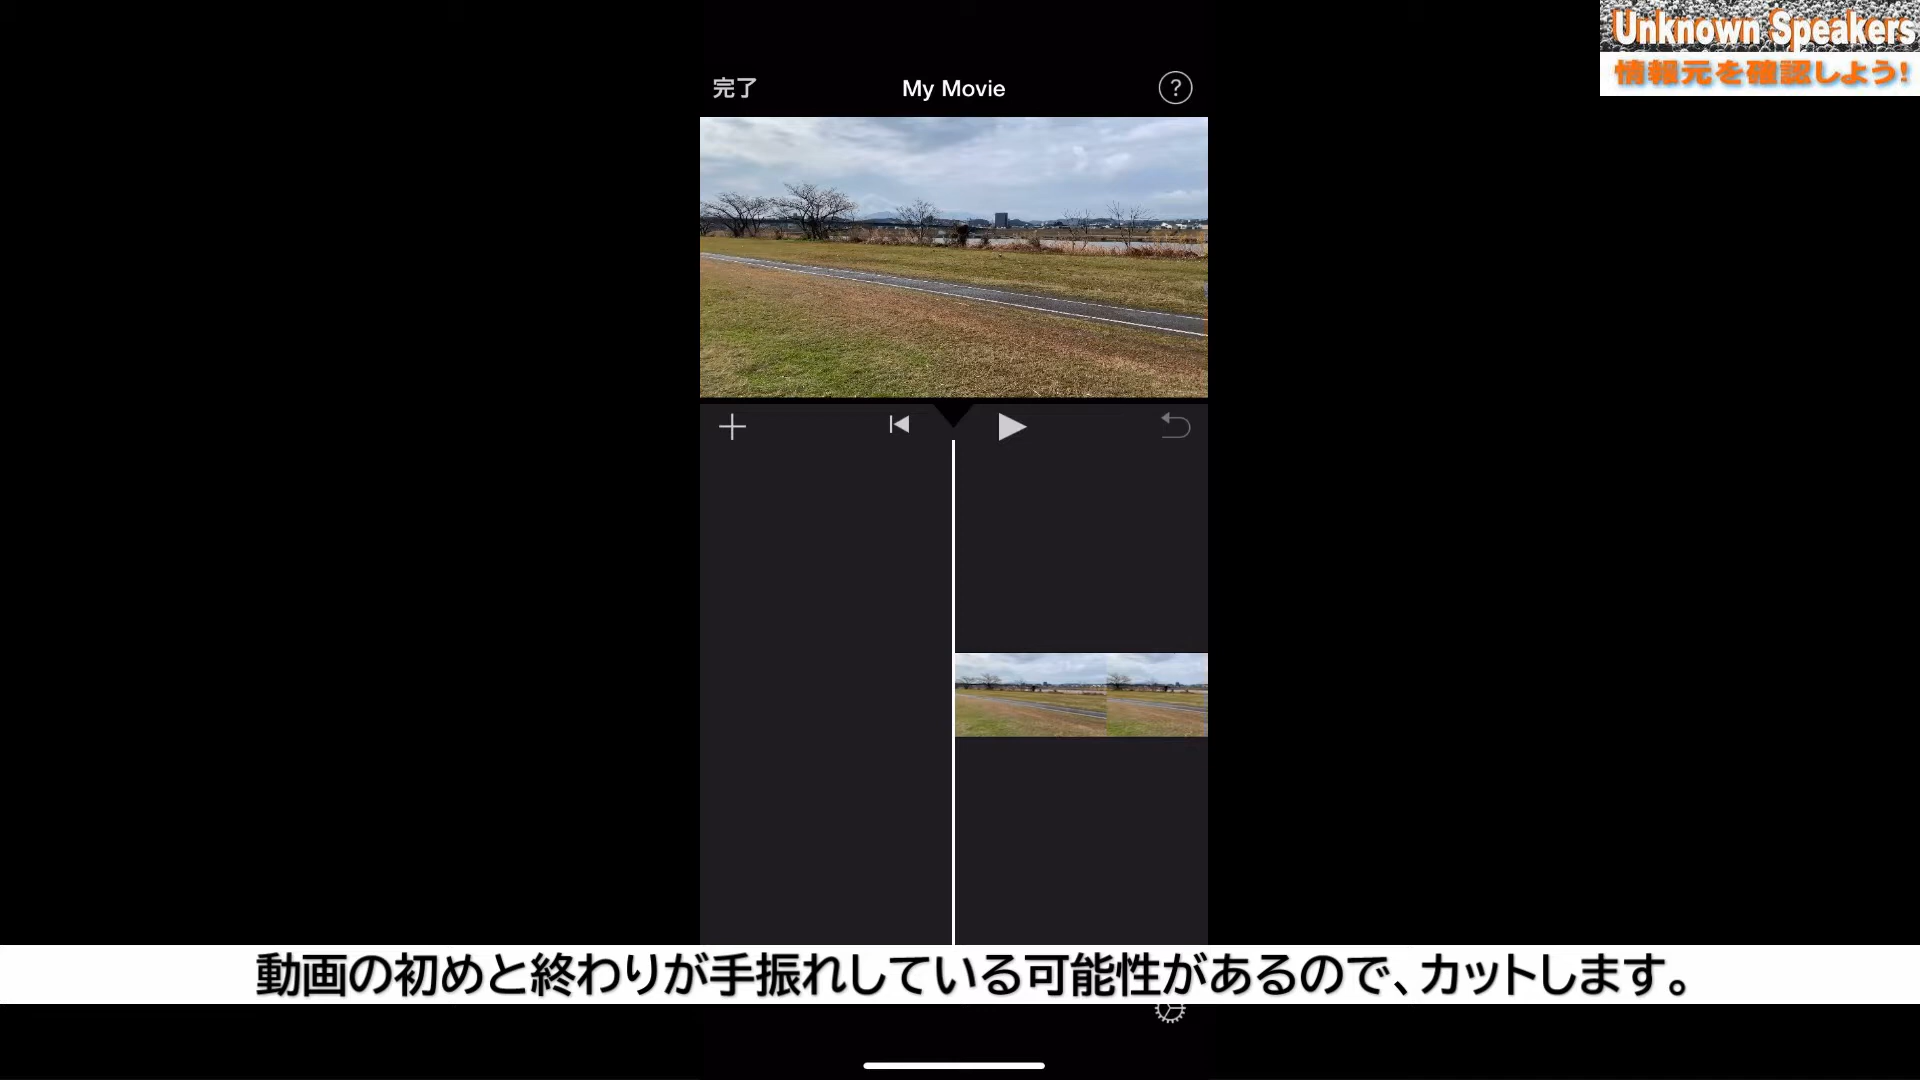 Unknown Speakers
情報元を確認しよう!
完了
My Movie
?
動画の初めと終わりが手振れしている可能性があるので、カットします。